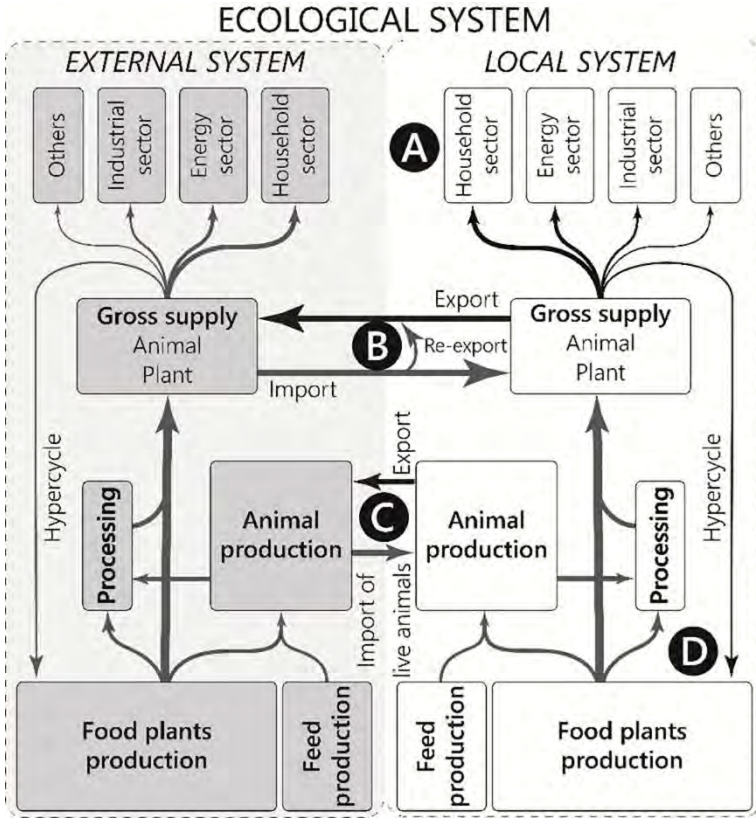 ECOLOGICAL SYSTEM
EXTERNAL SYSTEM
LOCAL SYSTEM
Others
Industrial
sector
Energy
sector
Household
sector
A
Household
sector
Energy
sector
Industrial
sector
Others
Gross supply
Animal
Plant
Export
B
Re-export
Import
Gross supply
Animal
Plant
Hypercycle
Processing
Animal
production
Export
C
Import of
live animals
Animal
production
Processing
Hypercycle
D
Food plants
production
Feed
production
Feed
production
Food plants
production